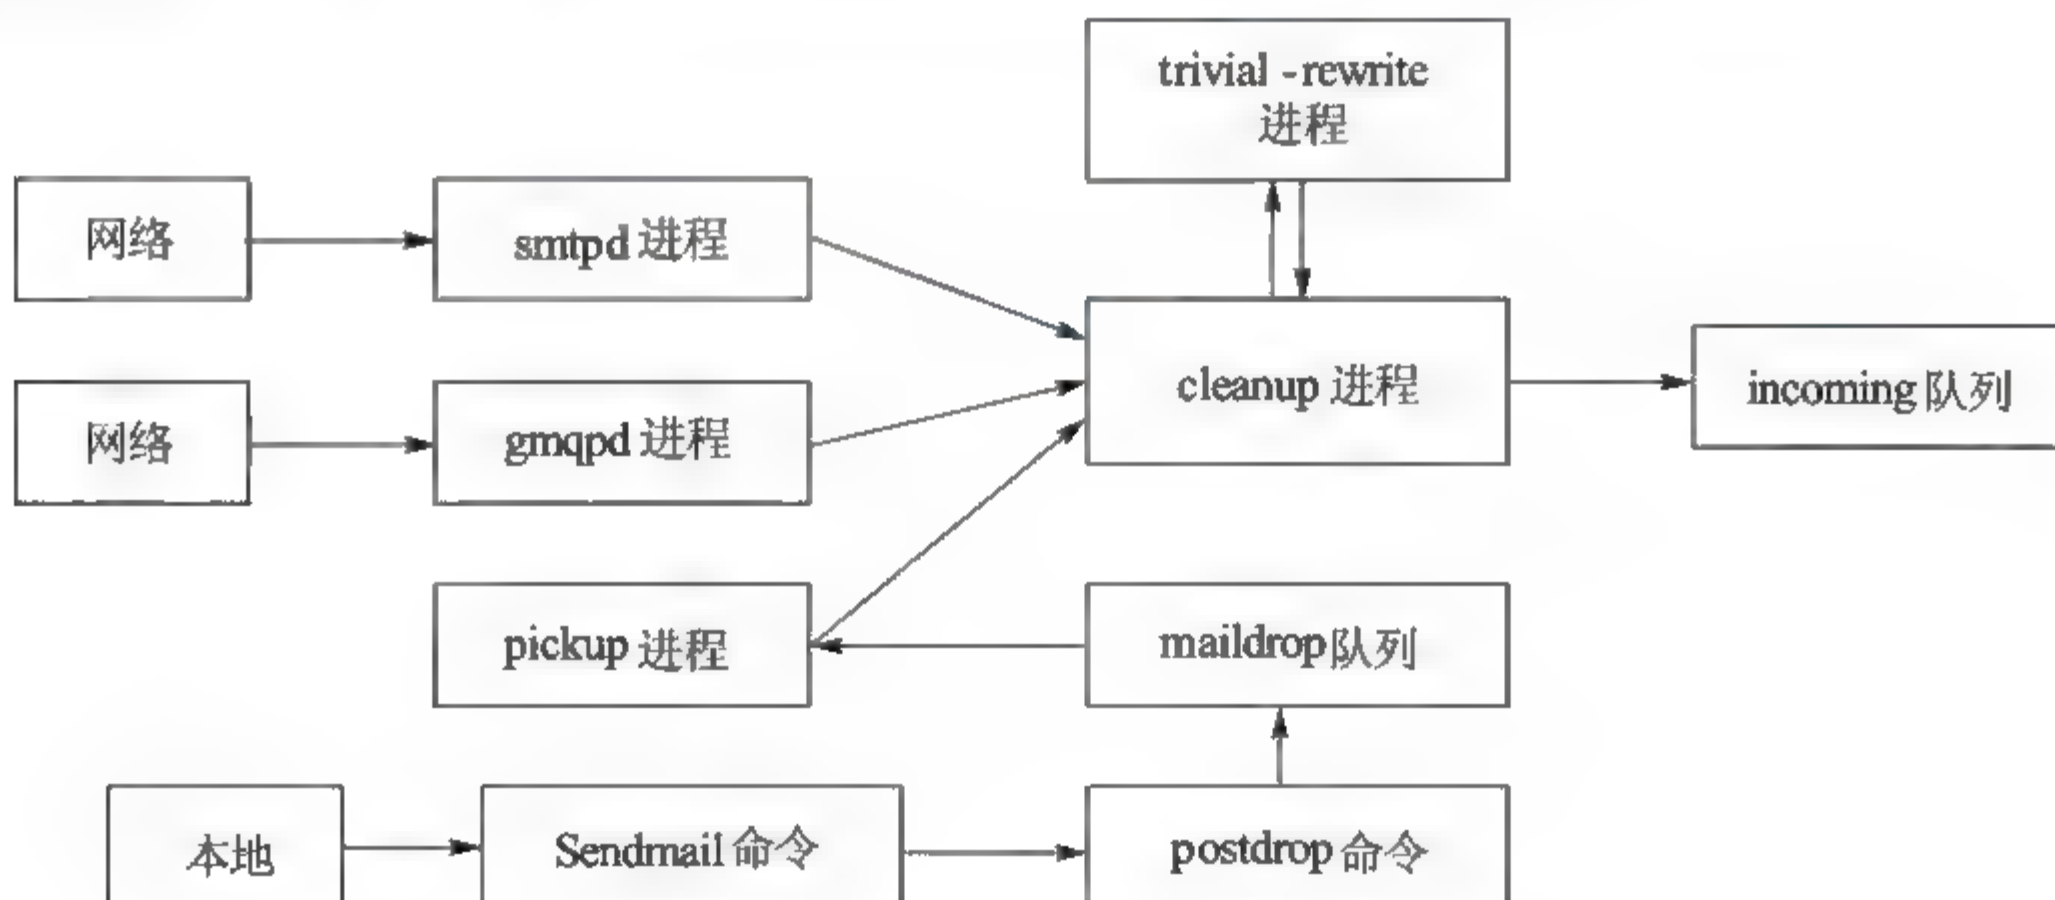 trivial -rewrite
进程
网络
smtpd 进程
网络
gmqpd 进程
cleanup 进程
incoming 队列
pickup 进程
maildrop队列
本地
Sendmail 命令
postdrop 命令